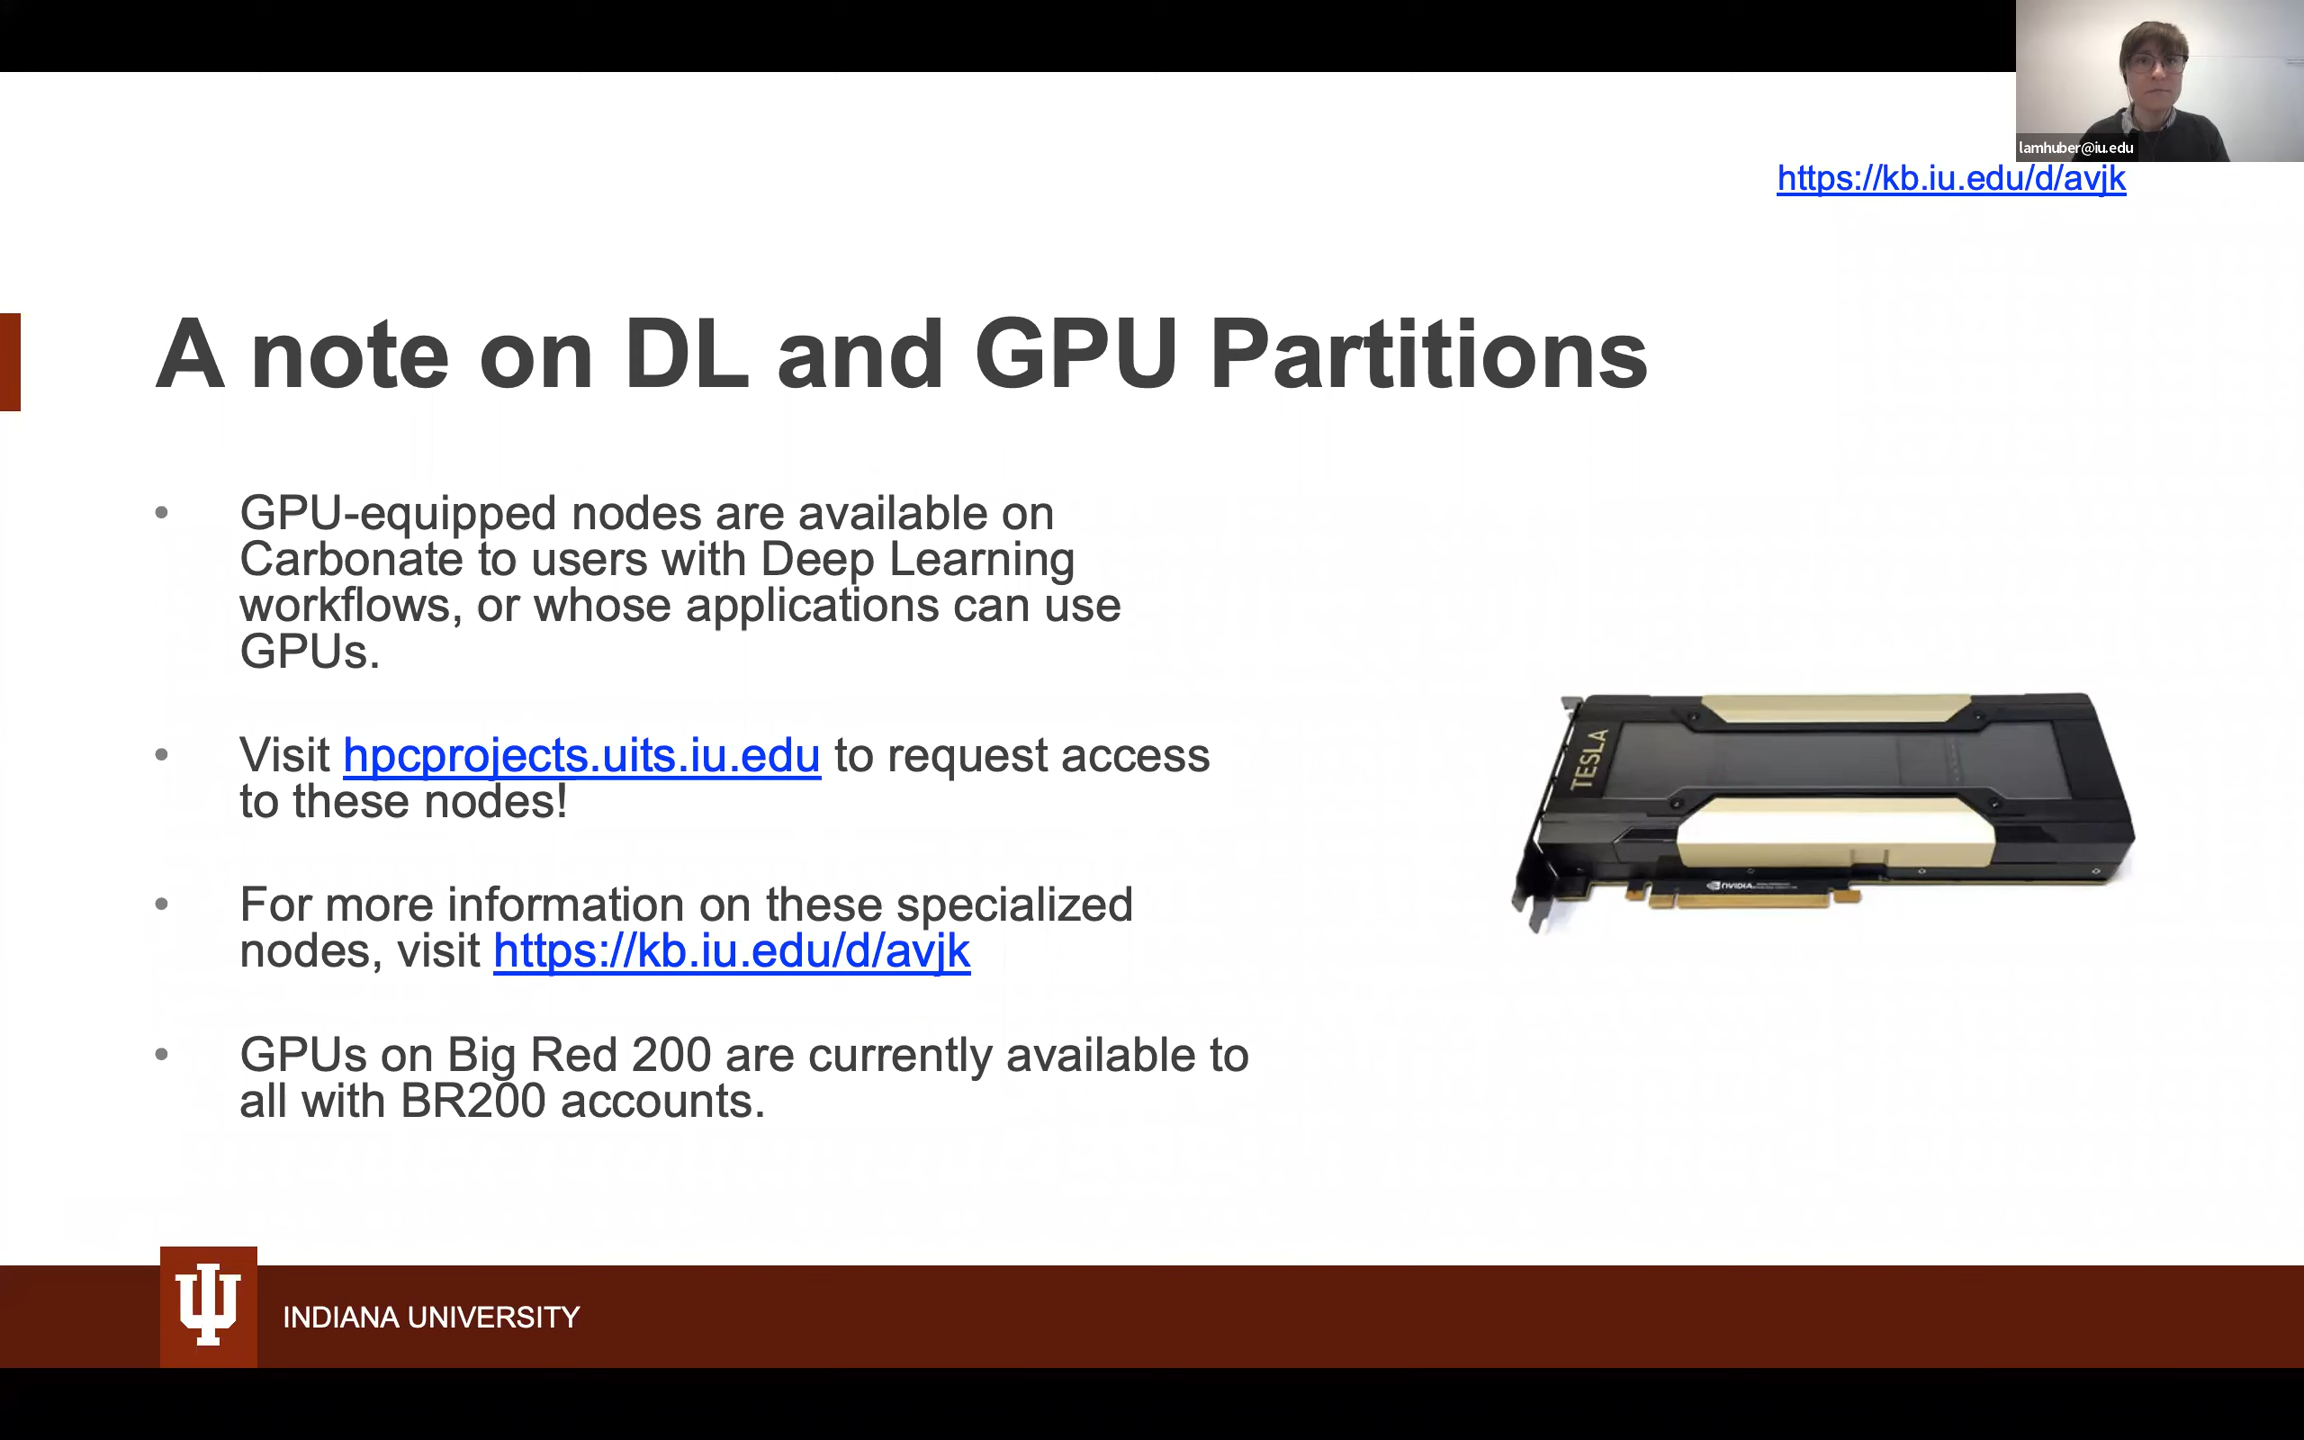 lamhuber@iu.edu
https://kb.iu.edu/d/avjk
A note on DL and GPU Partitions
• GPU-equipped nodes are available on
Carbonate to users with Deep Learning
workflows, or whose applications can use
GPUs.
• Visit hpcprojects.uits.iu.edu to request access
to these nodes!
• For more information on these specialized
nodes, visit https://kb.iu.edu/d/avjk
• GPUs on Big Red 200 are currently available to
all with BR200 accounts.
TESLA
NVIDIA
INDIANA UNIVERSITY